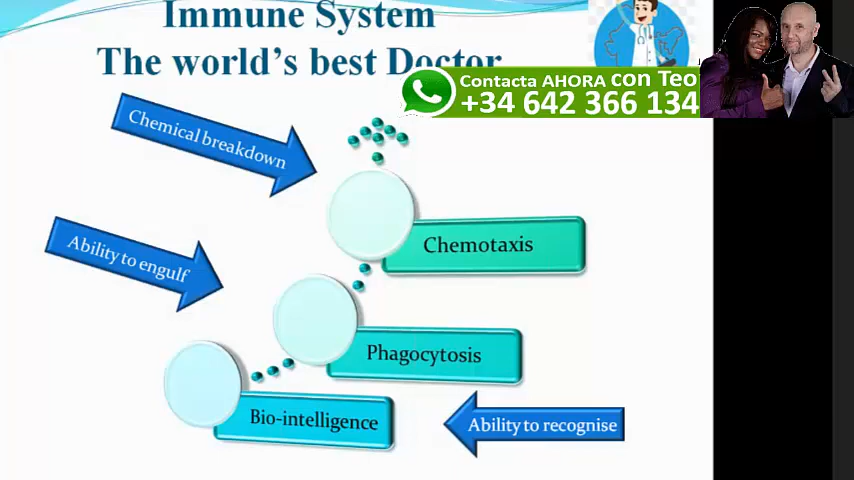 Immune System
The world's best Doctor
Contacta AHORA con Teo
+34 642 366 134
Chemical breakdown
Chemotaxis
Ability to engulf
Phagocytosis
Bio-intelligence
Ability to recognise